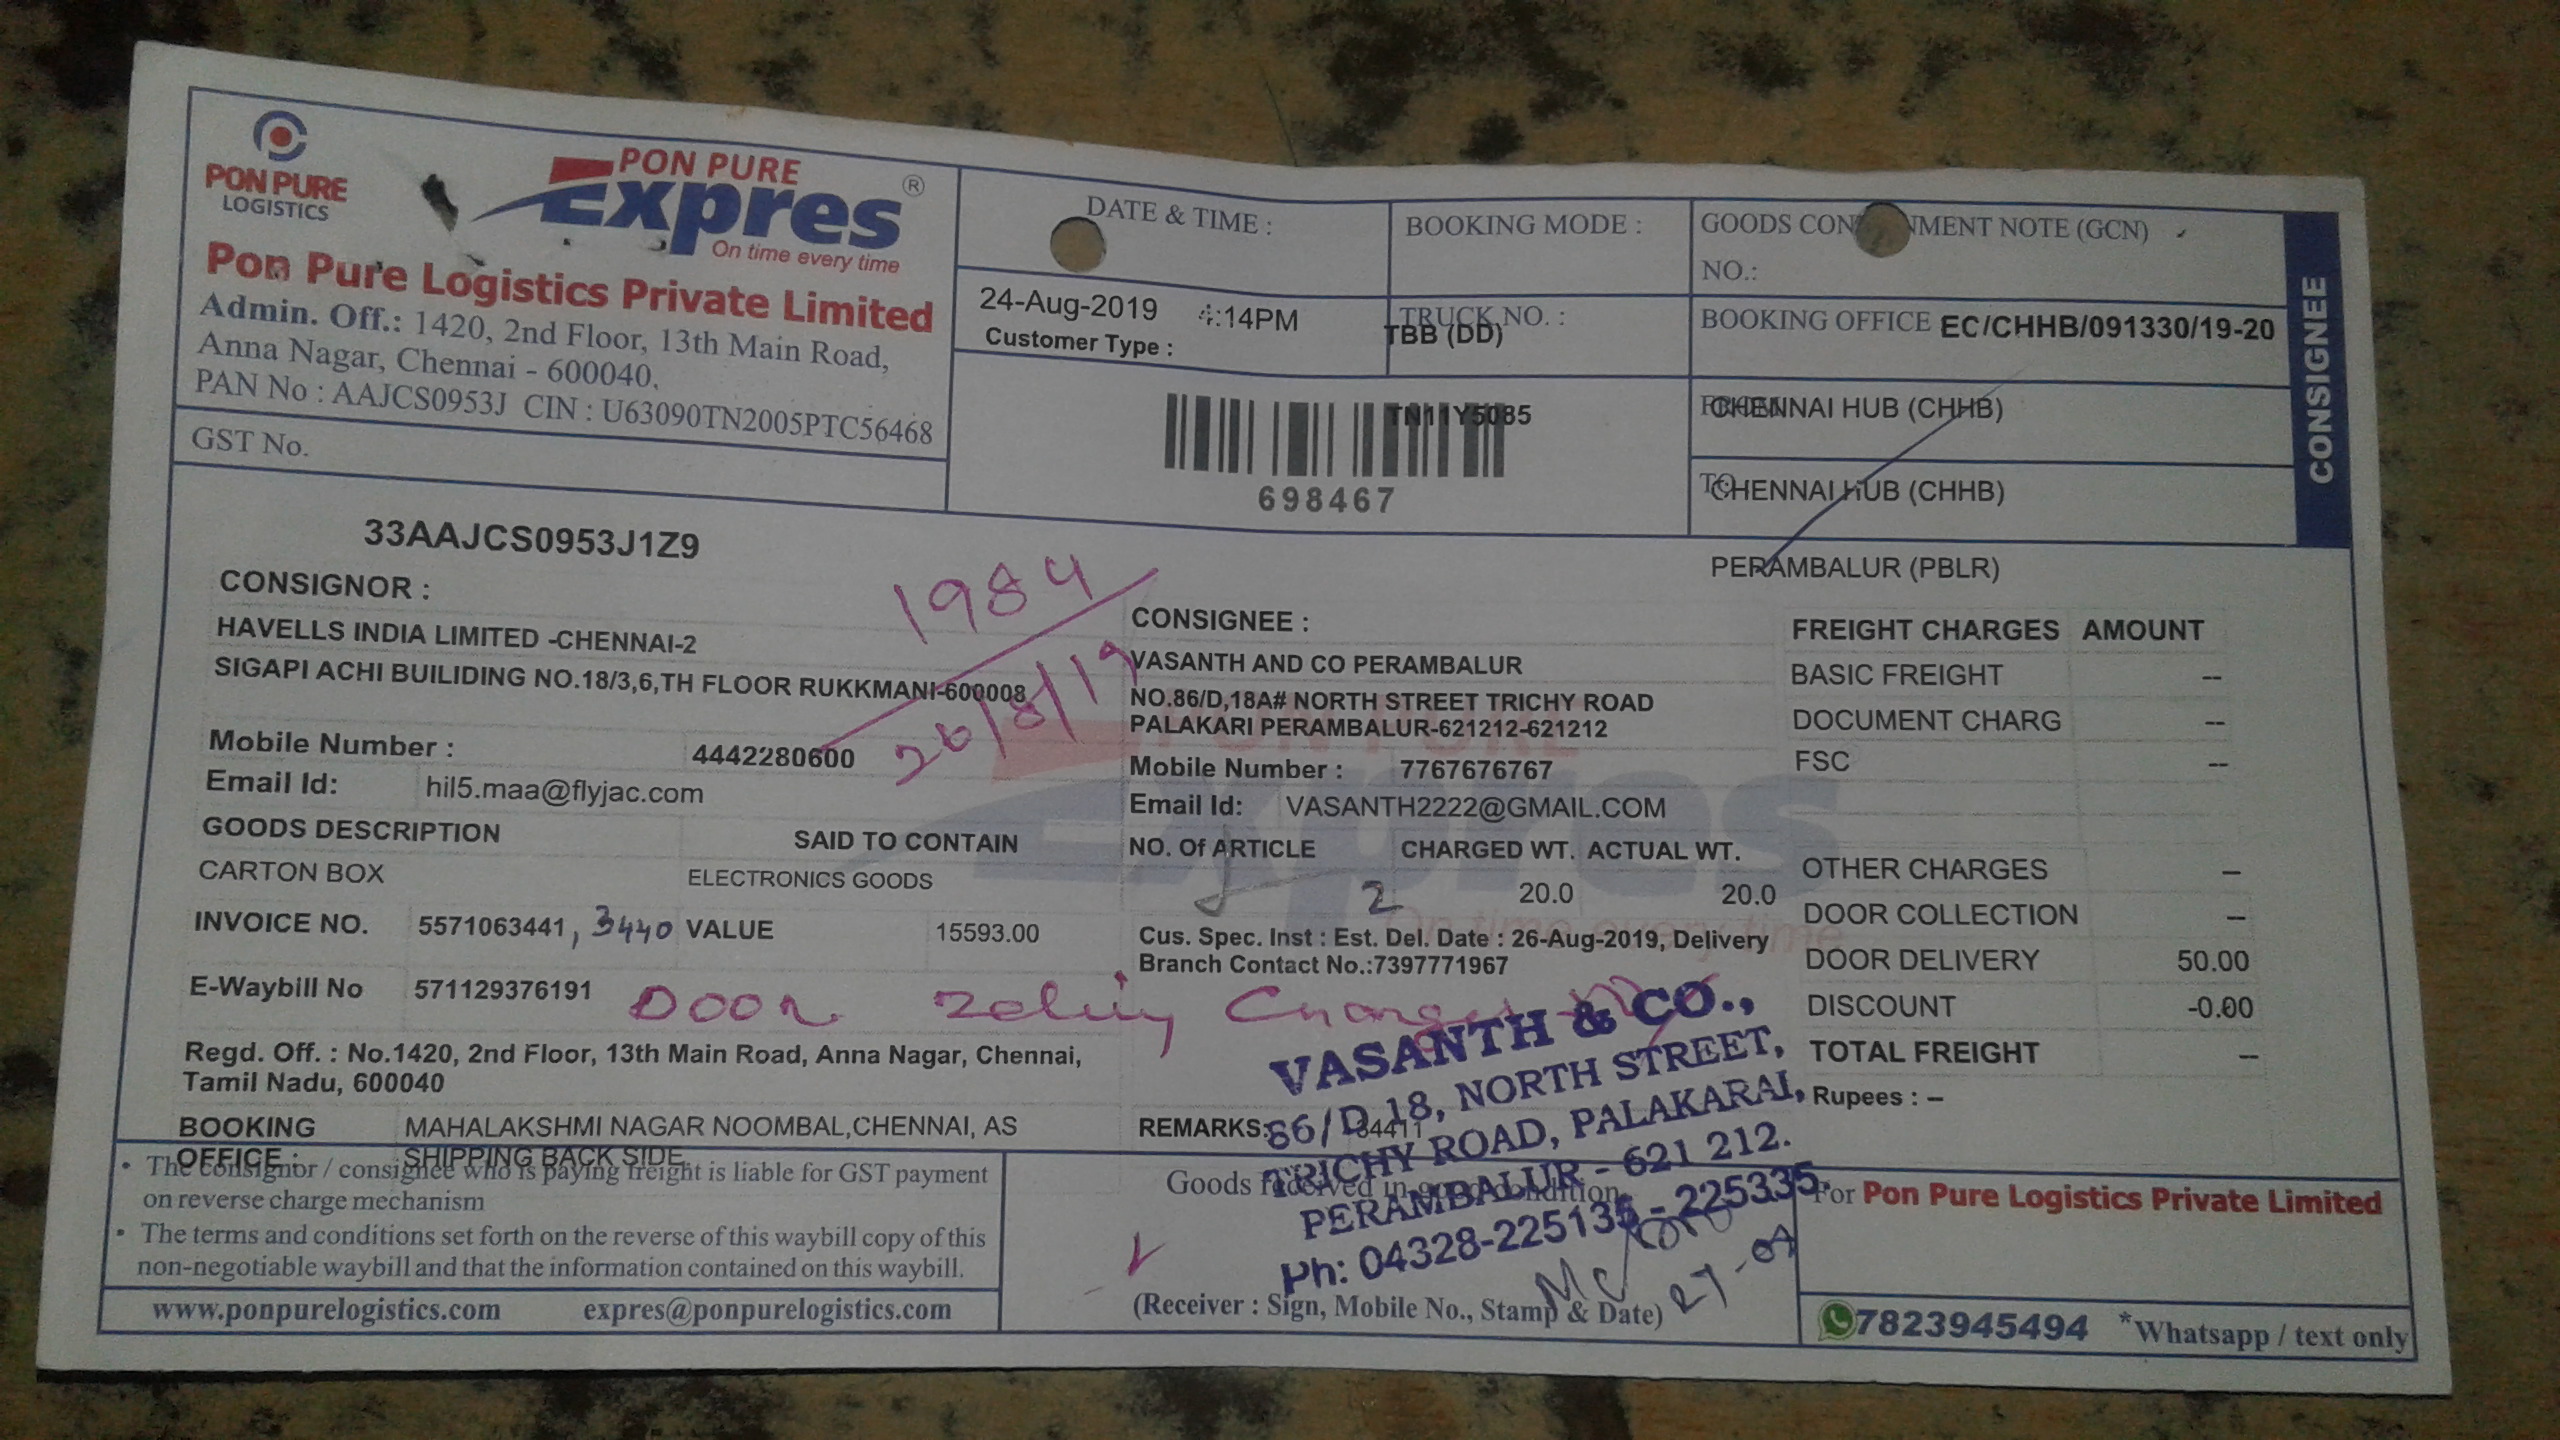 PON PURE
LOGISTICS
PON PURE
Expres ®
On time every time
Pon Pure Logistics Private Limited
Admin. Off.: 1420, 2nd Floor, 13th Main Road,
Anna Nagar, Chennai - 600040.
PAN No : AAJCS0953J CIN : U63090TN2005PTC56468
GST No.
33AAJCS0953J1Z9
DATE & TIME :
24-Aug-2019 4:14PM
Customer Type :
BOOKING MODE :
TRUCK NO. :
TBB (DD)
TN11Y5085
698467
GOODS CON NMENT NOTE (GCN)
NO.:
BOOKING OFFICE EC/CHHB/091330/19-20
CHENNAI HUB (CHHB)
TO
CHENNAI HUB (CHHB)
PERAMBALUR (PBLR)
CONSIGNEE
1984
26/8/19
CONSIGNOR :
HAVELLS INDIA LIMITED -CHENNAI-2
SIGAPI ACHI BUILIDING NO.18/3,6,TH FLOOR RUKKMANI-600008
Mobile Number : 4442280600
Email Id: hil5.maa@flyjac.com
GOODS DESCRIPTION SAID TO CONTAIN
CARTON BOX ELECTRONICS GOODS
INVOICE NO. 5571063441, 3440 VALUE 15593.00
E-Waybill No 571129376191
Door
Regd. Off. : No.1420, 2nd Floor, 13th Main Road, Anna Nagar, Chennai,
Tamil Nadu, 600040
BOOKING MAHALAKSHMI NAGAR NOOMBAL,CHENNAI, AS
OFFICE : SHIPPING BACK SIDE
CONSIGNEE :
VASANTH AND CO PERAMBALUR
NO.86/D,18A# NORTH STREET TRICHY ROAD
PALAKARI PERAMBALUR-621212-621212
Mobile Number : 7767676767
Email Id: VASANTH2222@GMAIL.COM
NO. Of ARTICLE CHARGED WT. ACTUAL WT.
2 20.0 20.0
Cus. Spec. Inst : Est. Del. Date : 26-Aug-2019, Delivery
Branch Contact No.:7397771967
REMARKS:
VASANTH & CO.,
86/D, 18, NORTH STREET,
TRICHY ROAD, PALAKARAI,
PERAMBALUR - 621 212.
Ph: 04328-225135 - 225335.
FREIGHT CHARGES AMOUNT
BASIC FREIGHT --
DOCUMENT CHARG --
FSC --
OTHER CHARGES --
DOOR COLLECTION --
DOOR DELIVERY 50.00
DISCOUNT -0.00
TOTAL FREIGHT --
Rupees : --
• The consignor / consignee who is paying freight is liable for GST payment
on reverse charge mechanism
• The terms and conditions set forth on the reverse of this waybill copy of this
non-negotiable waybill and that the information contained on this waybill.
www.ponpurelogistics.com expres@ponpurelogistics.com
Goods received in good condition
(Receiver : Sign, Mobile No., Stamp & Date)
For Pon Pure Logistics Private Limited
7823945494 *Whatsapp / text only